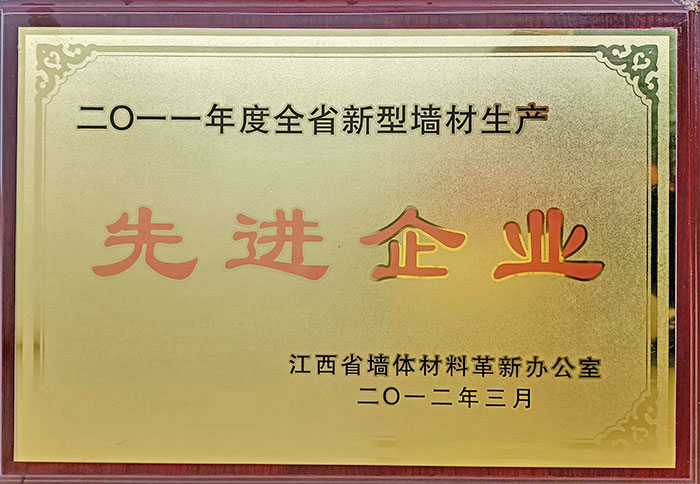 二〇一一年度全省新型墙材生产
先进企业
江西省墙体材料革新办公室
二〇一二年三月